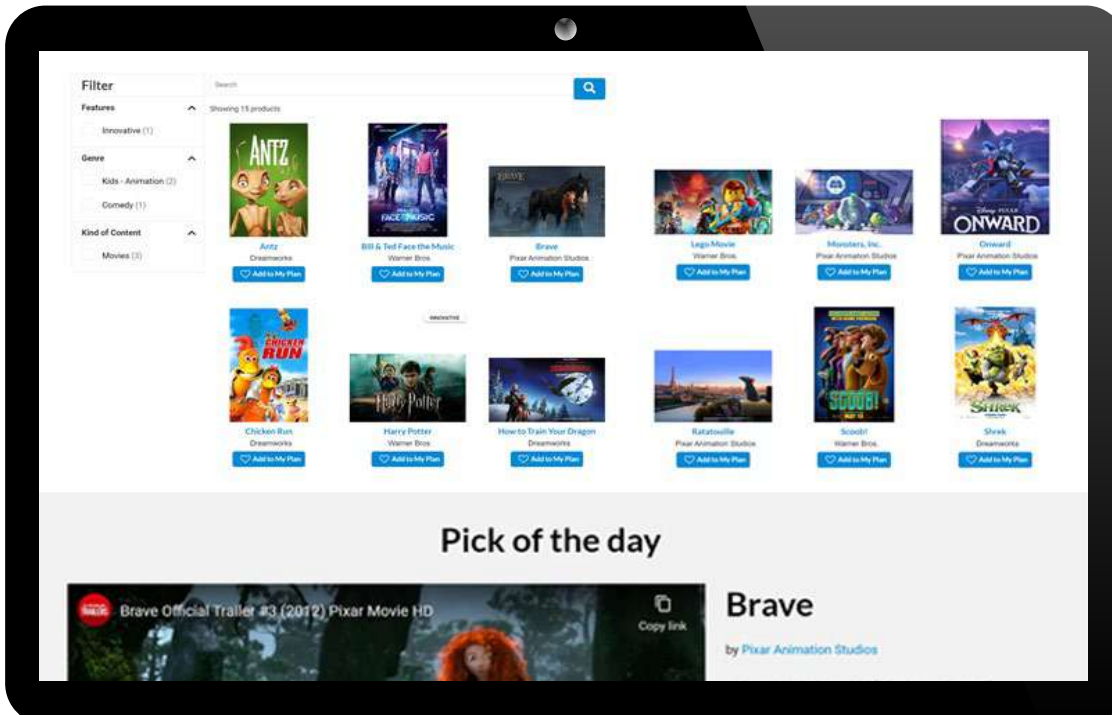 Filter
Search
Features
Showing 15 products
Innovative (1)
Genre
Kids - Animation (2)
Comedy (1)
Kind of Content
Movies (3)
ANTZ
FACE THE MUSIC
BRAVE
Disney PIXAR
ONWARD
Antz
Dreamworks
Add to My Plan
Bill & Ted Face the Music
Warner Bros.
Add to My Plan
Brave
Pixar Animation Studios
Add to My Plan
Lego Movie
Warner Bros.
Add to My Plan
Monsters, Inc.
Pixar Animation Studios
Add to My Plan
Onward
Pixar Animation Studios
Add to My Plan
CHICKEN RUN
INNOVATIVE
Harry Potter
SCOOB!
SHREK
Chicken Run
Dreamworks
Add to My Plan
Harry Potter
Warner Bros.
Add to My Plan
How to Train Your Dragon
Dreamworks
Add to My Plan
Ratatouille
Pixar Animation Studios
Add to My Plan
Scoob!
Warner Bros.
Add to My Plan
Shrek
Dreamworks
Add to My Plan
Pick of the day
TRAILERS
Brave Official Trailer #3 (2012) Pixar Movie HD
Copy link
Brave
by Pixar Animation Studios